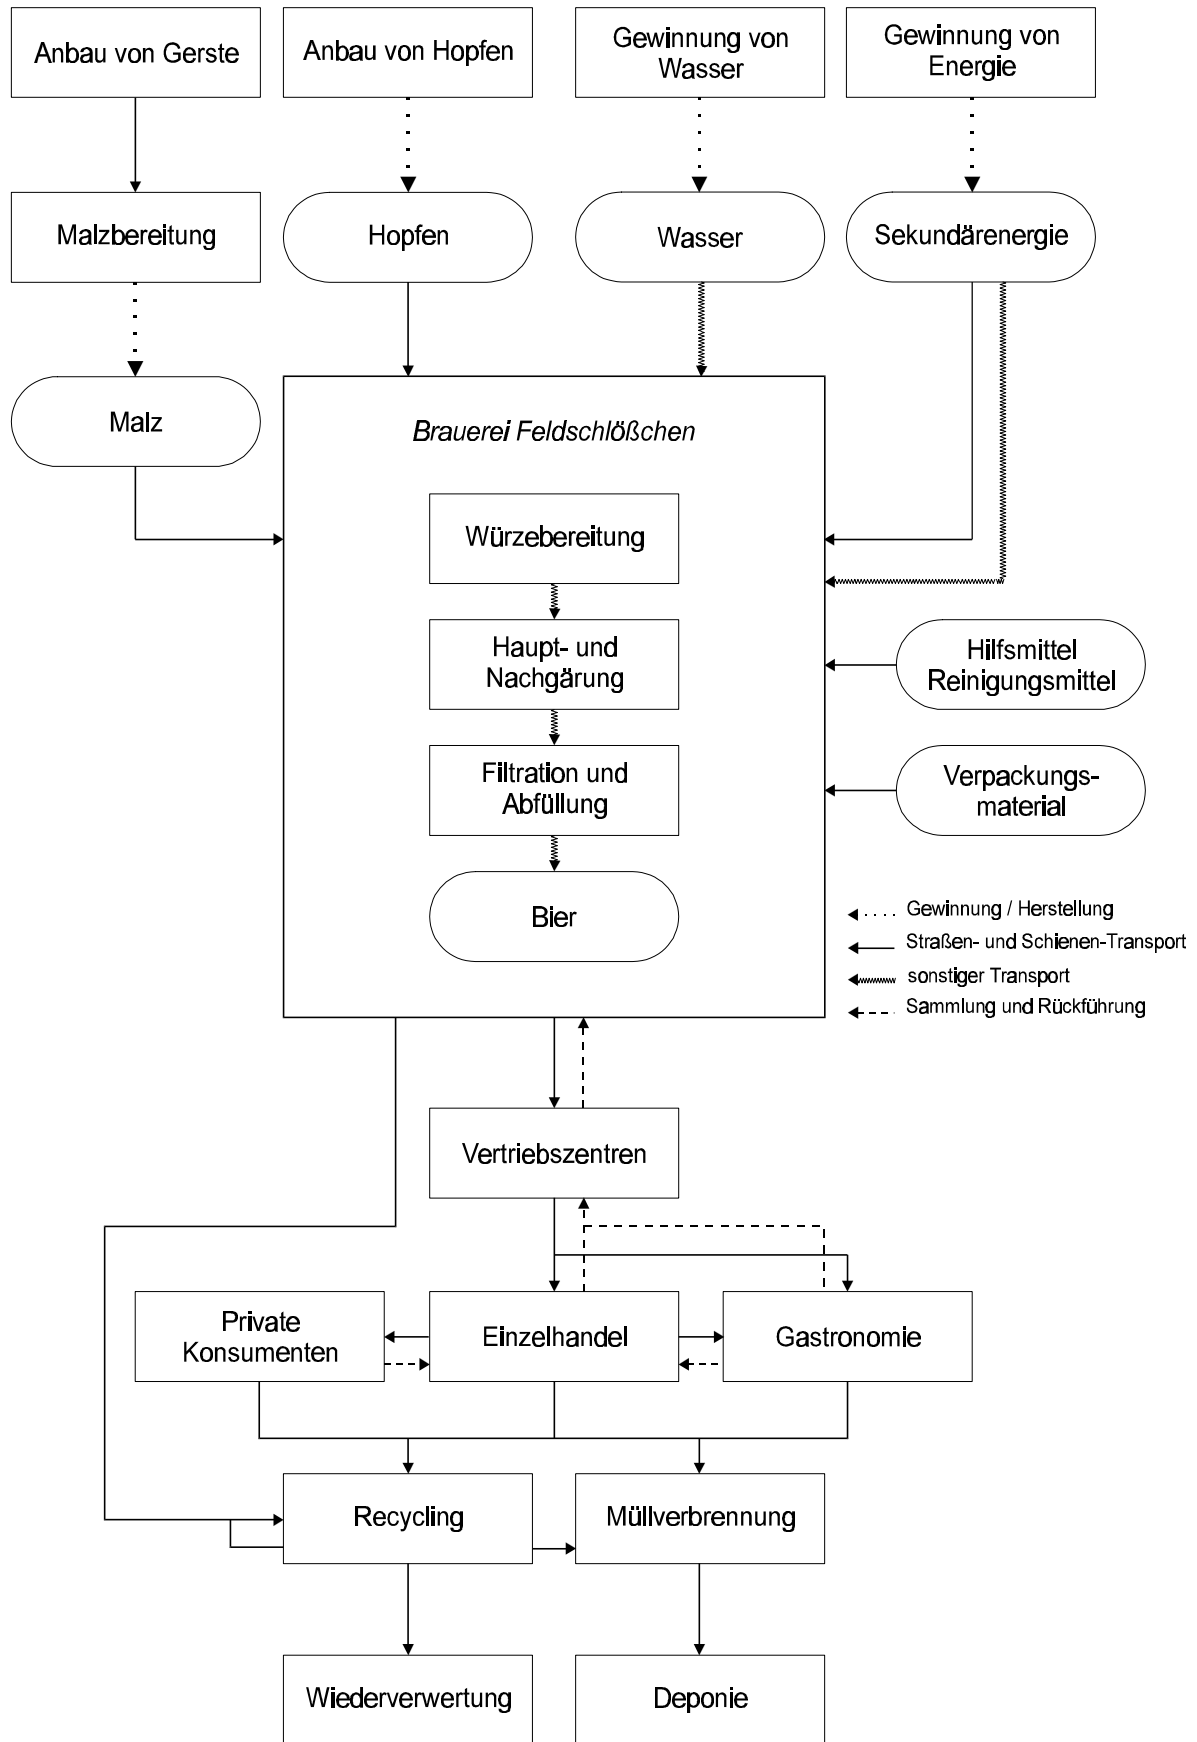 Anbau von Gerste
Anbau von Hopfen
Gewinnung von
Wasser
Gewinnung von
Energie
Malzbereitung
Hopfen
Wasser
Sekundärenergie
Malz
Brauerei Feldschlößchen
Würzebereitung
Haupt- und
Nachgärung
Filtration und
Abfüllung
Bier
Hilfsmittel
Reinigungsmittel
Verpackungs-
material
Gewinnung / Herstellung
Straßen- und Schienen-Transport
sonstiger Transport
Sammlung und Rückführung
Vertriebszentren
Private
Konsumenten
Einzelhandel
Gastronomie
Recycling
Müllverbrennung
Wiederverwertung
Deponie